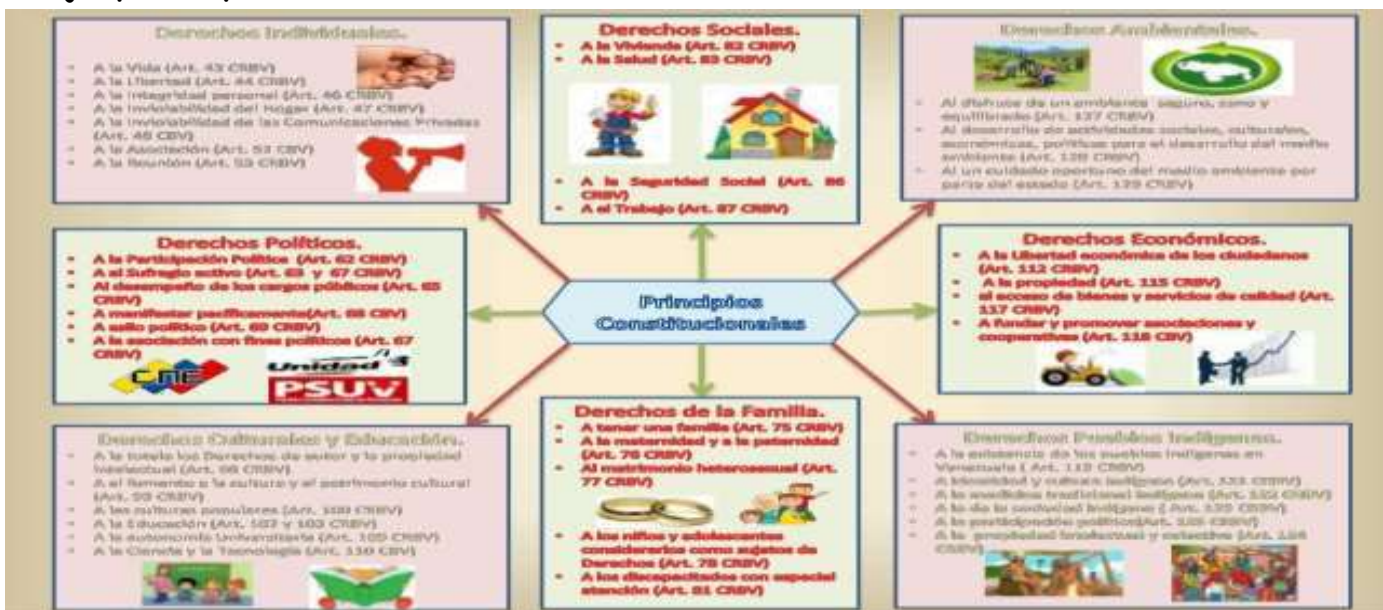 Derechos Individuales.
A la Vida (Art. 43 CRBV)
A la Libertad (Art. 44 CRBV)
A la Integridad personal (Art. 46 CRBV)
A la Inviolabilidad del Hogar (Art. 47 CRBV)
A la Inviolabilidad de las Comunicaciones Privadas
(Art. 48 CBV)
A la Asociación (Art. 52 CBV)
A la Reunión (Art. 53 CRBV)
Derechos Sociales.
A la Vivienda (Art. 82 CRBV)
A la Salud (Art. 83 CRBV)
A la Seguridad Social (Art. 86
CRBV)
A el Trabajo (Art. 87 CRBV)
Derechos Ambientales.
Al disfrute de un ambiente seguro, sano y
equilibrado (Art. 127 CRBV)
Al desarrollo de actividades sociales, culturales,
económicas, políticas para el desarrollo del medio
ambiente (Art. 128 CRBV)
Al un cuidado oportuno del medio ambiente por
parte del estado (Art. 129 CRBV)
Derechos Políticos.
A la Participación Política (Art. 62 CRBV)
A el Sufragio activo (Art. 63 y 67 CRBV)
Al desempeño de los cargos públicos (Art. 65
CRBV)
A manifestar pacíficamente(Art. 68 CBV)
A asilo político (Art. 69 CRBV)
A la asociación con fines políticos (Art. 67
CRBV)
CNE
Unidad
PSUV
Principios
Constitucionales
Derechos Económicos.
A la Libertad económica de los ciudadanos
(Art. 112 CRBV)
A la propiedad (Art. 115 CRBV)
al acceso de bienes y servicios de calidad (Art.
117 CRBV)
A fundar y promover asociaciones y
cooperativas (Art. 118 CBV)
Derechos Culturales y Educación.
A la tutela los Derechos de autor y la propiedad
intelectual (Art. 98 CRBV)
A el fomento a la cultura y el patrimonio cultural
(Art. 99 CRBV)
A las culturas populares (Art. 100 CRBV)
A la Educación (Art. 102 y 103 CRBV)
A la autonomía Universitaria (Art. 109 CRBV)
A la Ciencia y la Tecnología (Art. 110 CBV)
Derechos de la Familia.
A tener una familia (Art. 75 CRBV)
A la maternidad y a la paternidad
(Art. 76 CRBV)
Al matrimonio heterosexual (Art.
77 CRBV)
A los niños y adolescentes
considerarlos como sujetos de
Derechos (Art. 78 CRBV)
A los discapacitados con especial
atención (Art. 81 CRBV)
Derechos Pueblos Indígenas.
A la existencia de los pueblos indígenas en
Venezuela ( Art. 119 CRBV)
A Identidad y cultura indígena (Art. 121 CRBV)
A la medicina tradicional indígena (Art. 122 CRBV)
A la de la indígena ( Art. 123 CRBV)
A la participación política(Art. 125 CRBV)
A la propiedad intelectual y colectiva (Art. 124
CRBV)